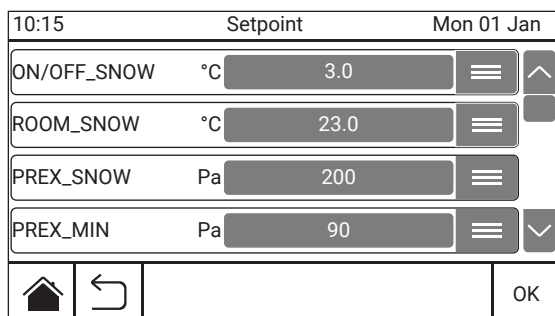 10:15 Setpoint Mon 01 Jan
ON/OFF_SNOW °C 3.0
ROOM_SNOW °C 23.0
PREX_SNOW Pa 200
PREX_MIN Pa 90
OK